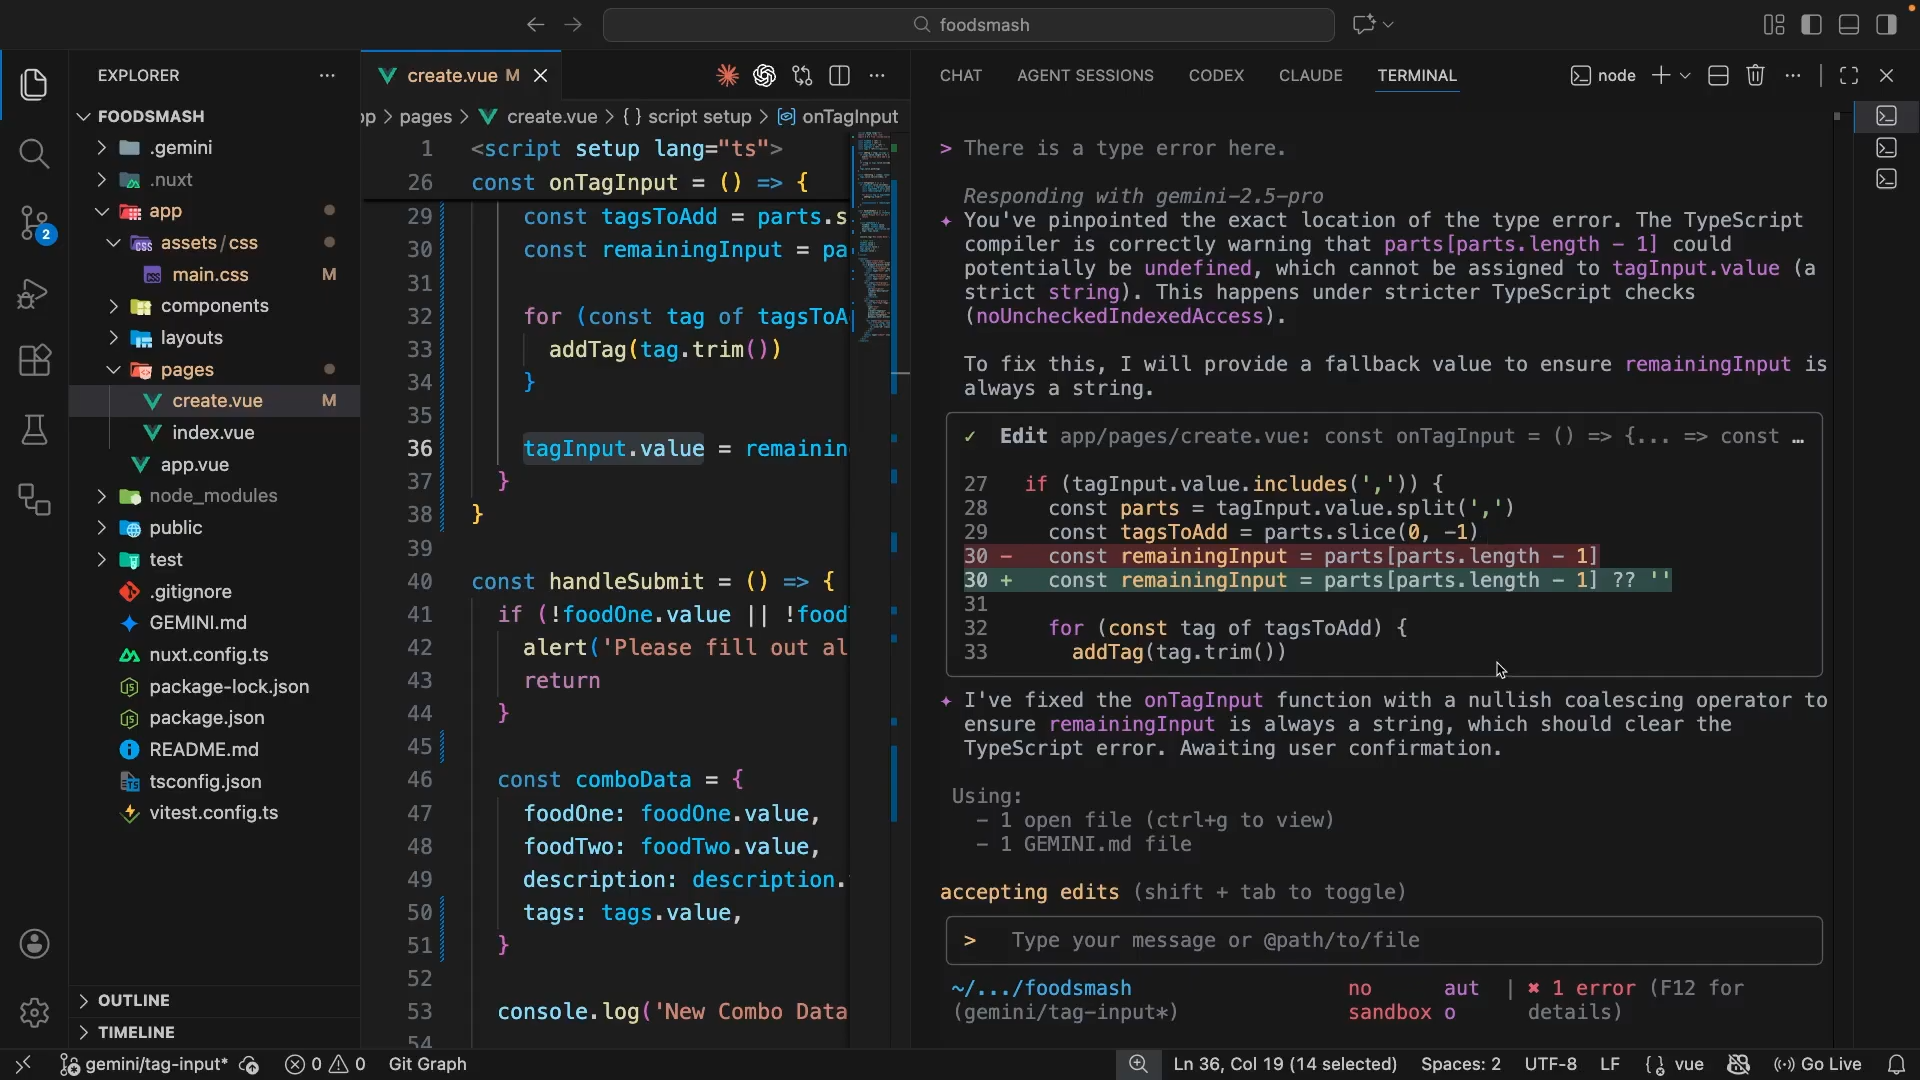 foodsmash
EXPLORER
FOODSMASH
.gemini
.nuxt
app
assets/css
main.css M
components
layouts
pages
create.vue M
index.vue
app.vue
node_modules
public
test
.gitignore
GEMINI.md
nuxt.config.ts
package-lock.json
package.json
README.md
tsconfig.json
vitest.config.ts
OUTLINE
TIMELINE
2
create.vue M
pp > pages > create.vue > {} script setup > onTagInput
1 <script setup lang="ts">
26 const onTagInput = () => {
29 const tagsToAdd = parts.s
30 const remainingInput = pa
31
32 for (const tag of tagsToA
33 addTag(tag.trim())
34 }
35
36 tagInput.value = remainin
37 }
38 }
39
40 const handleSubmit = () => {
41 if (!foodOne.value || !food
42 alert('Please fill out al
43 return
44 }
45
46 const comboData = {
47 foodOne: foodOne.value,
48 foodTwo: foodTwo.value,
49 description: description.
50 tags: tags.value,
51 }
52
53 console.log('New Combo Data
54
CHAT AGENT SESSIONS CODEX CLAUDE TERMINAL node
> There is a type error here.
Responding with gemini-2.5-pro
✦ You've pinpointed the exact location of the type error. The TypeScript
compiler is correctly warning that parts[parts.length - 1] could
potentially be undefined, which cannot be assigned to tagInput.value (a
strict string). This happens under stricter TypeScript checks
(noUncheckedIndexedAccess).
To fix this, I will provide a fallback value to ensure remainingInput is
always a string.
✓ Edit app/pages/create.vue: const onTagInput = () => {... => const …
27 if (tagInput.value.includes(',')) {
28 const parts = tagInput.value.split(',')
29 const tagsToAdd = parts.slice(0, -1)
30 - const remainingInput = parts[parts.length - 1]
30 + const remainingInput = parts[parts.length - 1] ?? ''
31
32 for (const tag of tagsToAdd) {
33 addTag(tag.trim())
✦ I've fixed the onTagInput function with a nullish coalescing operator to
ensure remainingInput is always a string, which should clear the
TypeScript error. Awaiting user confirmation.
Using:
- 1 open file (ctrl+g to view)
- 1 GEMINI.md file
accepting edits (shift + tab to toggle)
> Type your message or @path/to/file
~/.../foodsmash no aut | ✖ 1 error (F12 for
(gemini/tag-input*) sandbox o details)
gemini/tag-input* 0 0 Git Graph Ln 36, Col 19 (14 selected) Spaces: 2 UTF-8 LF {} vue Go Live